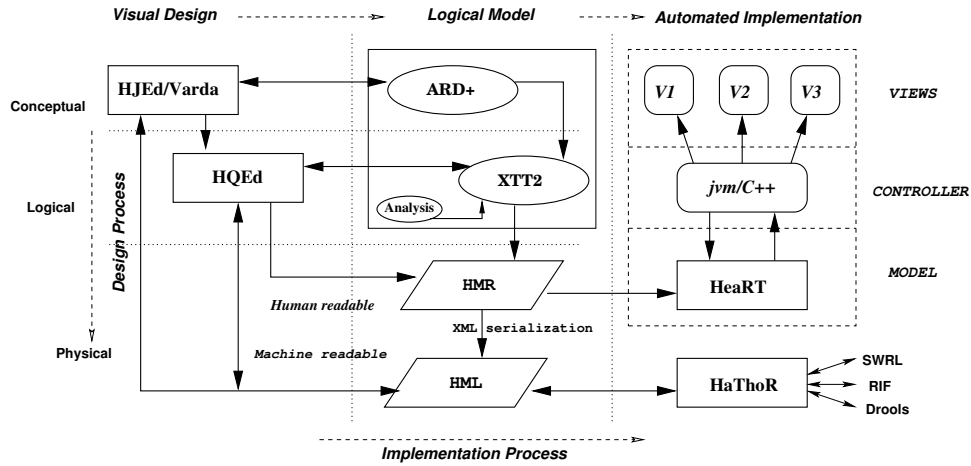 Visual Design
Logical Model
Automated Implementation
HJEd/Varda
ARD+
V1
V2
V3
VIEWS
Conceptual
HQEd
XTT2
jvm/C++
CONTROLLER
Analysis
Logical
Design Process
HMR
HeaRT
MODEL
Human readable
XML serialization
Physical
Machine readable
HML
HaThoR
SWRL
RIF
Drools
Implementation Process